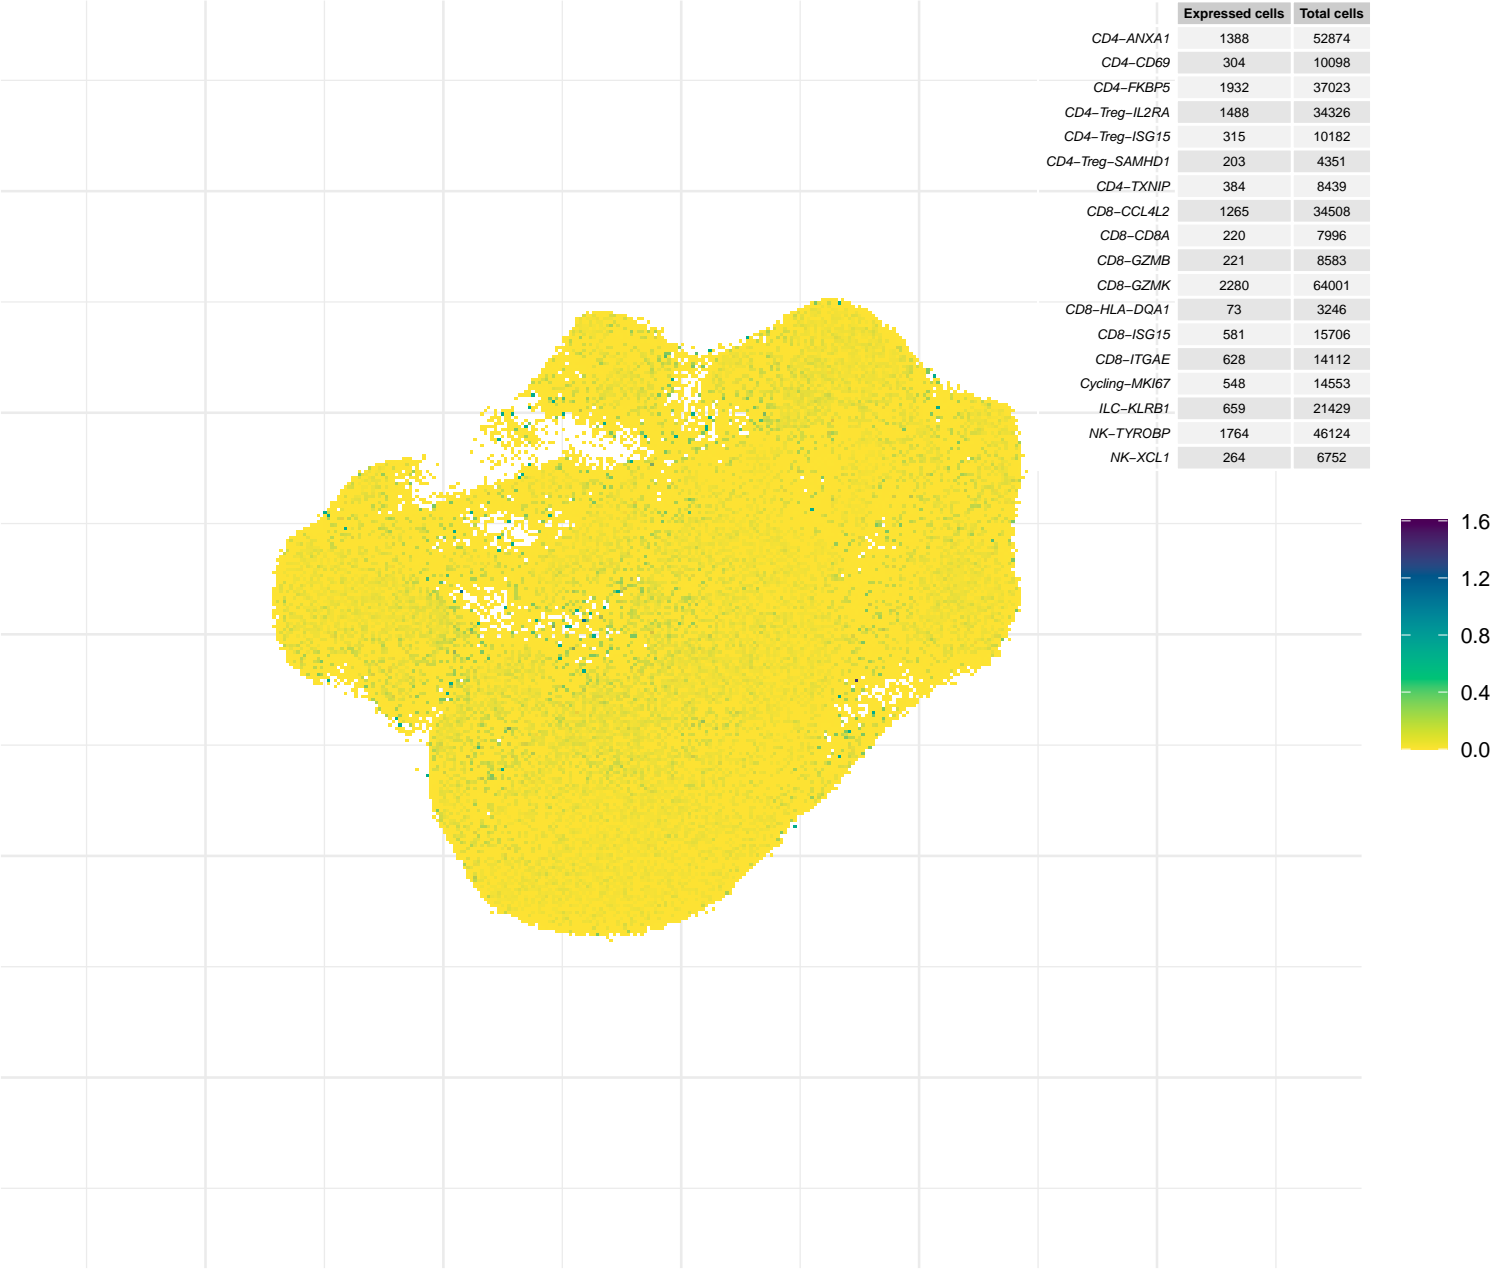 Expressed cells Total cells
CD4−ANXA1 1388 52874
CD4−CD69 304 10098
CD4−FKBP5 1932 37023
CD4−Treg−IL2RA 1488 34326
CD4−Treg−ISG15 315 10182
CD4−Treg−SAMHD1 203 4351
CD4−TXNIP 384 8439
CD8−CCL4L2 1265 34508
CD8−CD8A 220 7996
CD8−GZMB 221 8583
CD8−GZMK 2280 64001
CD8−HLA−DQA1 73 3246
CD8−ISG15 581 15706
CD8−ITGAE 628 14112
Cycling−MKI67 548 14553
ILC−KLRB1 659 21429
NK−TYROBP 1764 46124
NK−XCL1 264 6752
1.6
1.2
0.8
0.4
0.0